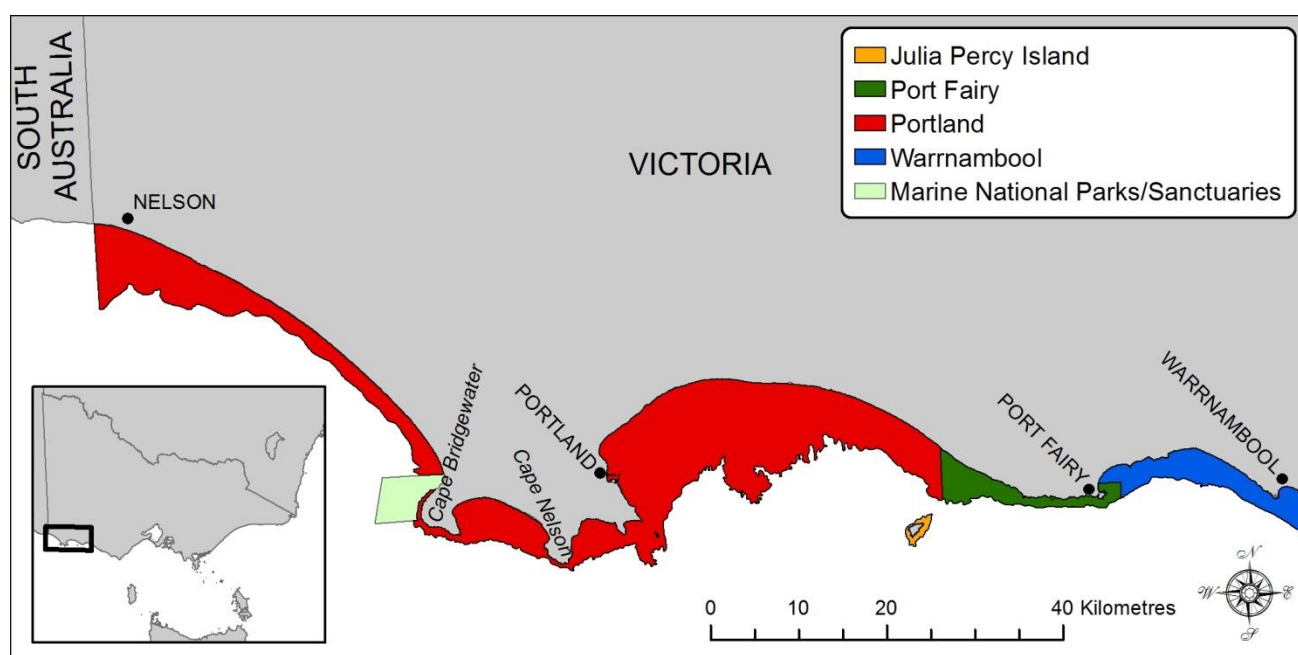 SOUTH
AUSTRALIA
NELSON
VICTORIA
Julia Percy Island
Port Fairy
Portland
Warrnambool
Marine National Parks/Sanctuaries
Cape Bridgewater
PORTLAND
Cape Nelson
PORT FAIRY
WARRNAMBOOL
0 10 20 40 Kilometres
N
W E
S